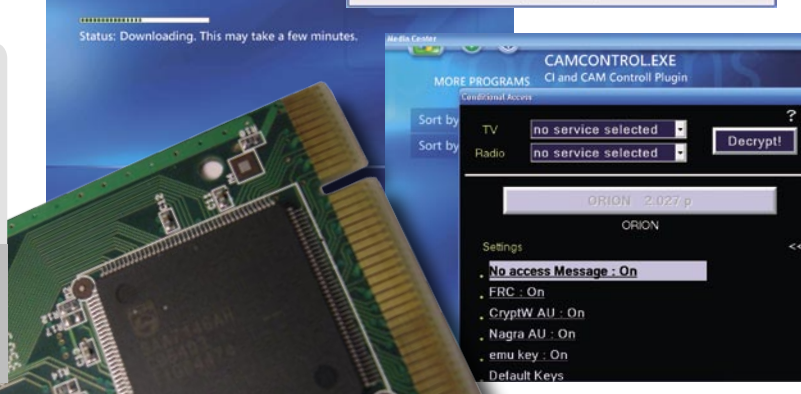 Status: Downloading. This may take a few minutes.
Media Center
CAMCONTROL.EXE
MORE PROGRAMS
CI and CAM Controll Plugin
Conditional Access
Sort by
Sort by
TV
no service selected
?
Decrypt!
Radio
no service selected
ORION 2.027 p
ORION
Settings
<<
No access Message : On
FRC : On
CryptW AU : On
Nagra AU : On
emu key : On
Default Keys